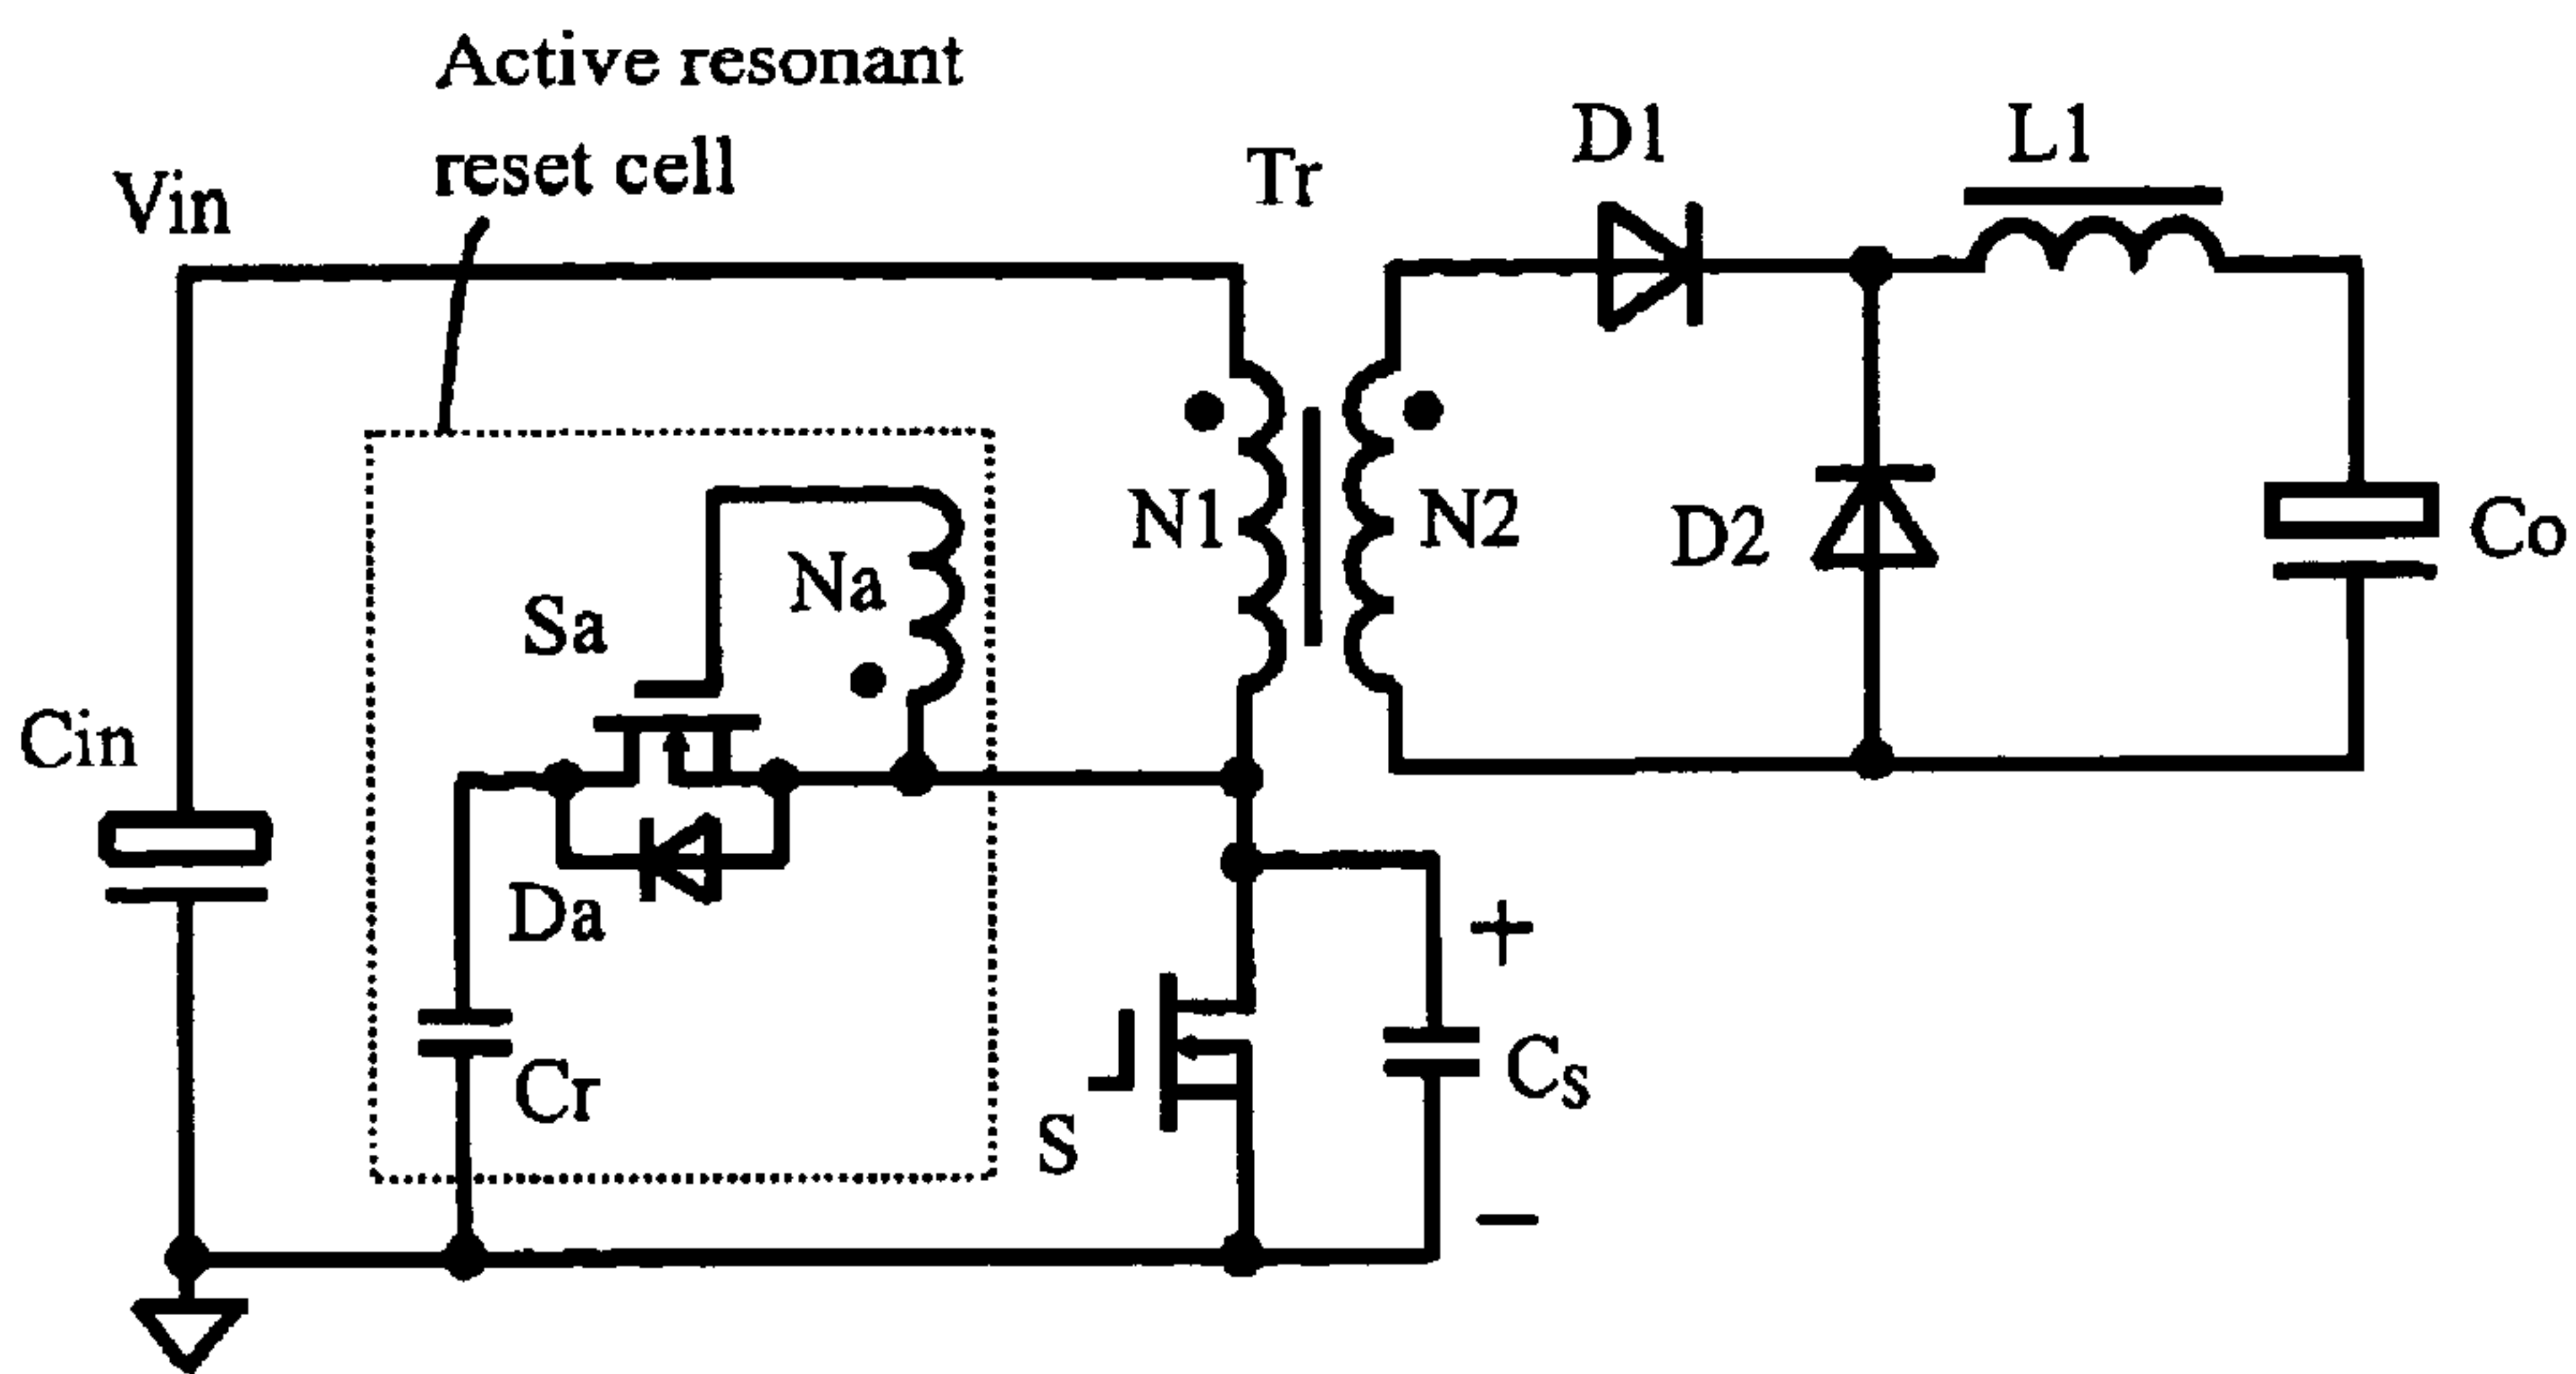 Active resonant
reset cell
Vin
Tr
D1
L1
Na
N1
N2
D2
Co
Sa
Cin
Da
Cr
S
+
Cs
−